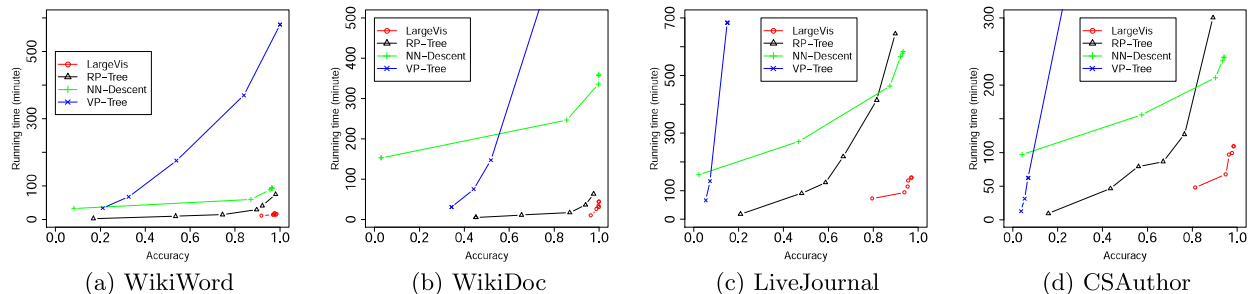 Running time (minute)
500
300
100
0
LargeVis
RP−Tree
NN−Descent
VP−Tree
0.0 0.2 0.4 0.6 0.8 1.0
Accuracy
(a) WikiWord
Running time (minute)
500
400
300
200
100
0
LargeVis
RP−Tree
NN−Descent
VP−Tree
0.0 0.2 0.4 0.6 0.8 1.0
Accuracy
(b) WikiDoc
Running time (minute)
700
500
300
100
0
LargeVis
RP−Tree
NN−Descent
VP−Tree
0.0 0.2 0.4 0.6 0.8 1.0
Accuracy
(c) LiveJournal
Running time (minute)
300
200
100
50
0
LargeVis
RP−Tree
NN−Descent
VP−Tree
0.0 0.2 0.4 0.6 0.8 1.0
Accuracy
(d) CSAuthor